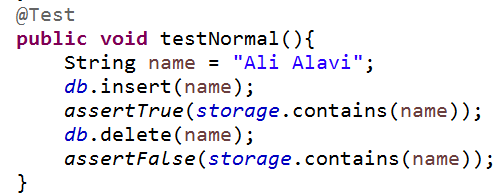 @Test
public void testNormal(){
String name = "Ali Alavi";
db.insert(name);
assertTrue(storage.contains(name));
db.delete(name);
assertFalse(storage.contains(name));
}